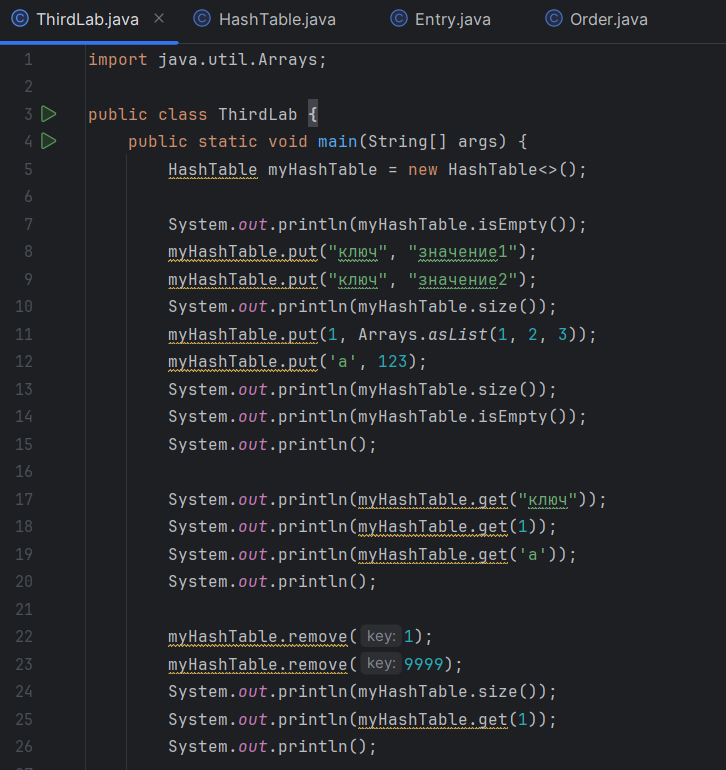 ThirdLab.java × HashTable.java Entry.java Order.java
1 import java.util.Arrays;
2
3 public class ThirdLab {
4 public static void main(String[] args) {
5 HashTable myHashTable = new HashTable<>();
6
7 System.out.println(myHashTable.isEmpty());
8 myHashTable.put("ключ", "значение1");
9 myHashTable.put("ключ", "значение2");
10 System.out.println(myHashTable.size());
11 myHashTable.put(1, Arrays.asList(1, 2, 3));
12 myHashTable.put('a', 123);
13 System.out.println(myHashTable.size());
14 System.out.println(myHashTable.isEmpty());
15 System.out.println();
16
17 System.out.println(myHashTable.get("ключ"));
18 System.out.println(myHashTable.get(1));
19 System.out.println(myHashTable.get('a'));
20 System.out.println();
21
22 myHashTable.remove( key: 1);
23 myHashTable.remove( key: 9999);
24 System.out.println(myHashTable.size());
25 System.out.println(myHashTable.get(1));
26 System.out.println();